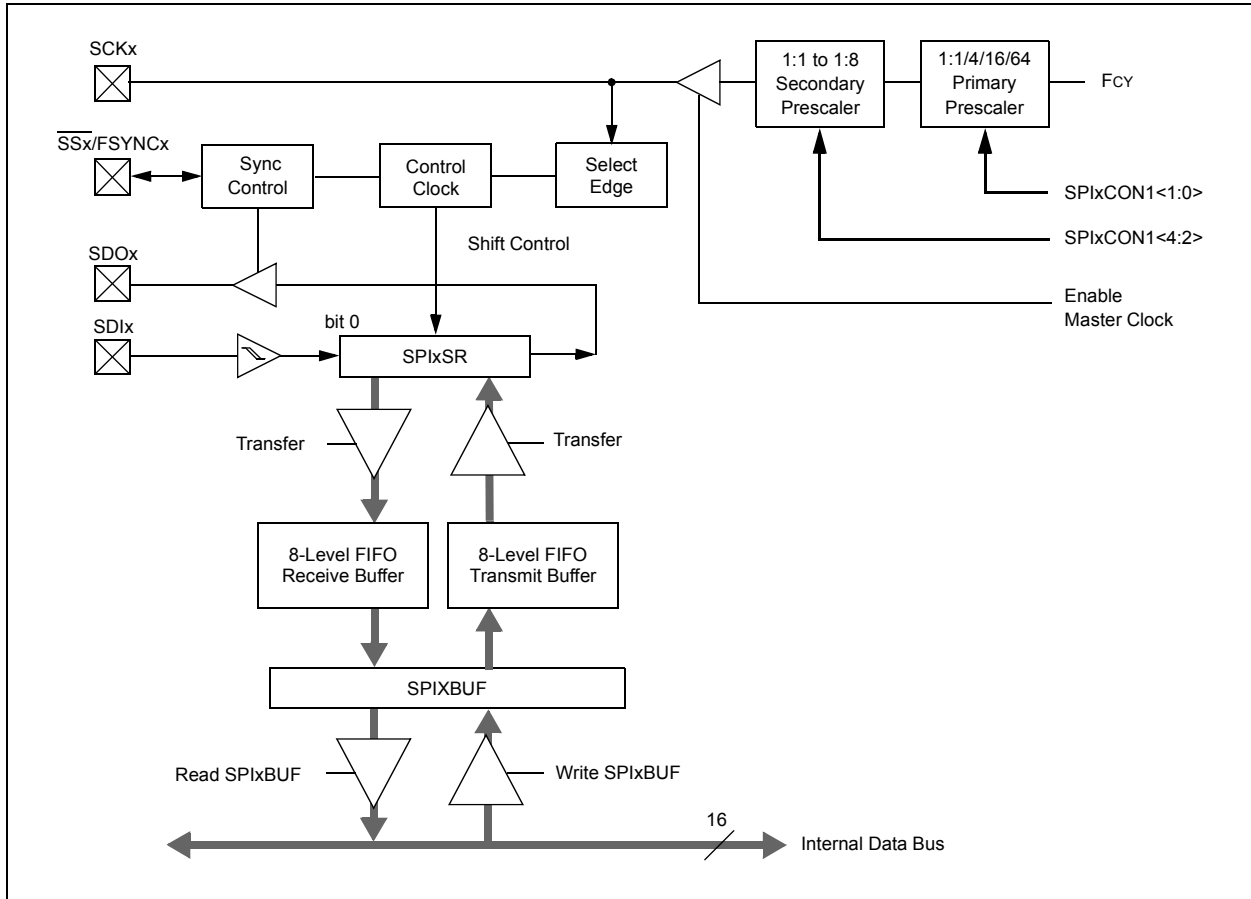 SCKx
1:1 to 1:8
Secondary
Prescaler
1:1/4/16/64
Primary
Prescaler
FCY
SSx/FSYNCx
Sync
Control
Control
Clock
Select
Edge
SPIxCON1<1:0>
SPIxCON1<4:2>
Shift Control
SDOx
Enable
Master Clock
bit 0
SDIx
SPIxSR
Transfer
Transfer
8-Level FIFO
Receive Buffer
8-Level FIFO
Transmit Buffer
SPIXBUF
Read SPIxBUF
Write SPIxBUF
16
Internal Data Bus